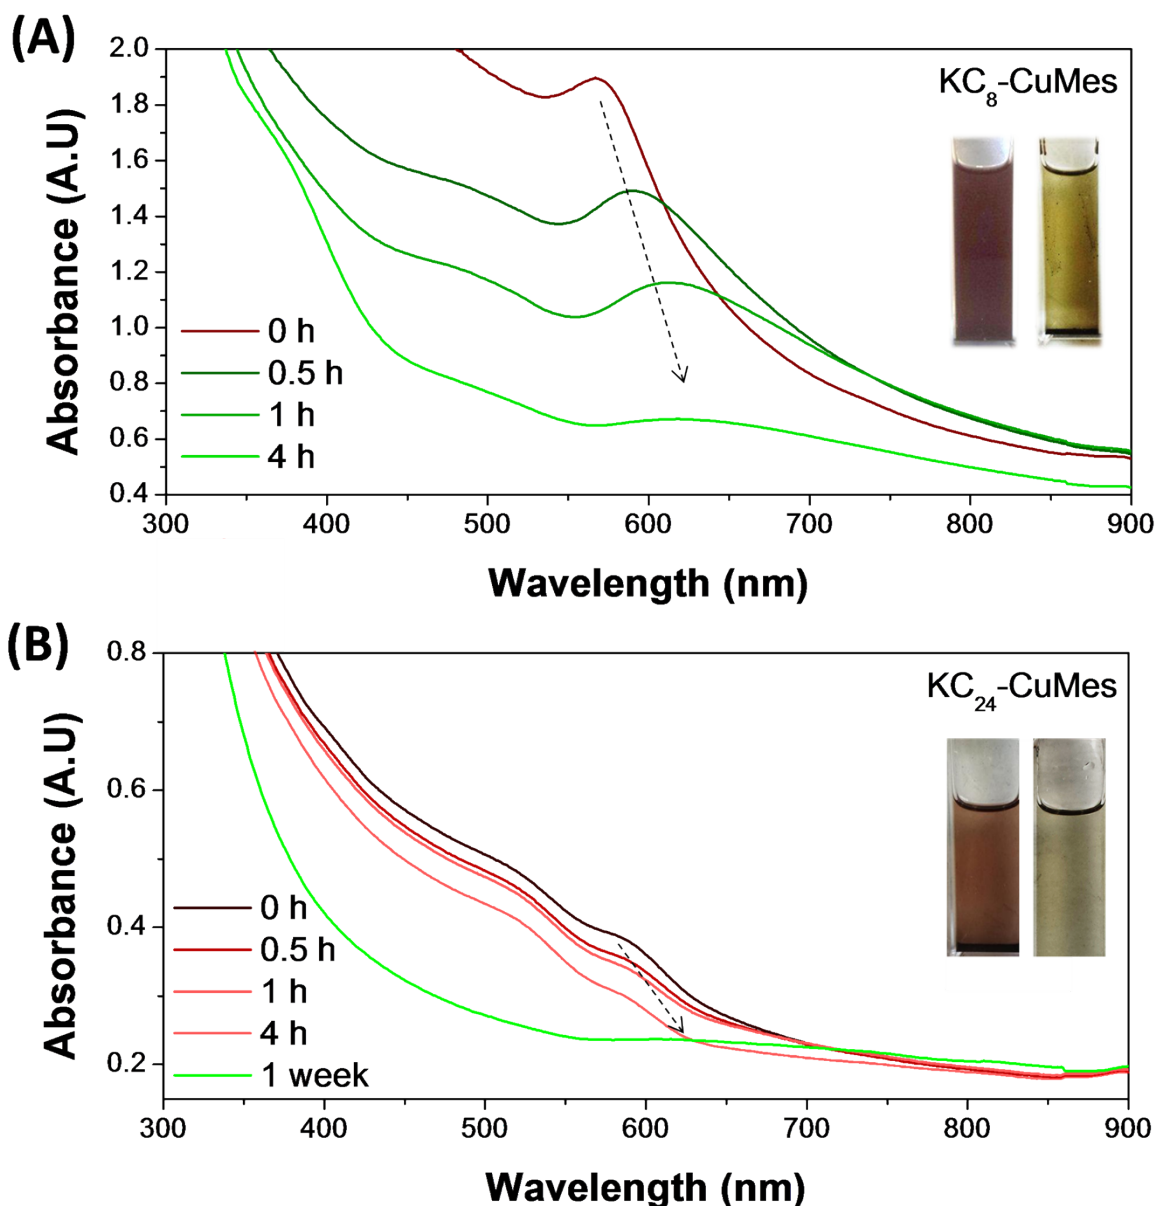 (A)
Absorbance (A.U)
2.0
1.8
1.6
1.4
1.2
1.0
0.8
0.6
0.4
KC₈-CuMes
0 h
0.5 h
1 h
4 h
300 400 500 600 700 800 900
Wavelength (nm)
(B)
Absorbance (A.U)
0.8
0.6
0.4
0.2
KC₂₄-CuMes
0 h
0.5 h
1 h
4 h
1 week
300 400 500 600 700 800 900
Wavelength (nm)